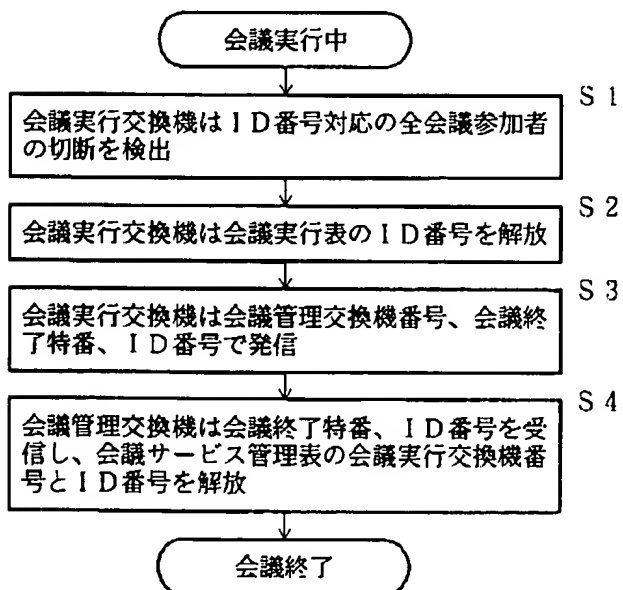 会議実行中
S 1
会議実行交換機はＩＤ番号対応の全会議参加者
の切断を検出
S 2
会議実行交換機は会議実行表のＩＤ番号を解放
S 3
会議実行交換機は会議管理交換機番号、会議終
了特番、ＩＤ番号で発信
S 4
会議管理交換機は会議終了特番、ＩＤ番号を受
信し、会議サービス管理表の会議実行交換機番
号とＩＤ番号を解放
会議終了